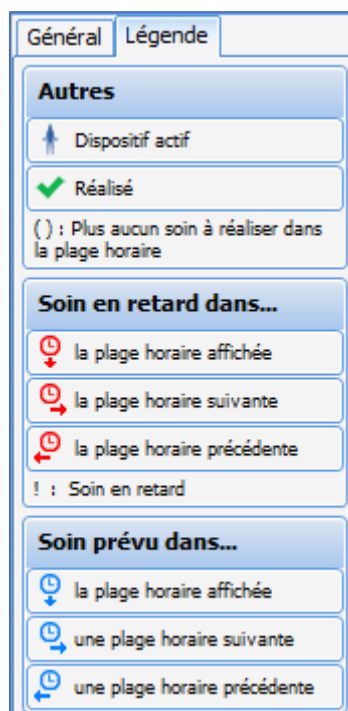 Général Légende
Autres
Dispositif actif
Réalisé
( ) : Plus aucun soin à réaliser dans
la plage horaire
Soin en retard dans...
la plage horaire affichée
la plage horaire suivante
la plage horaire précédente
! : Soin en retard
Soin prévu dans...
la plage horaire affichée
une plage horaire suivante
une plage horaire précédente